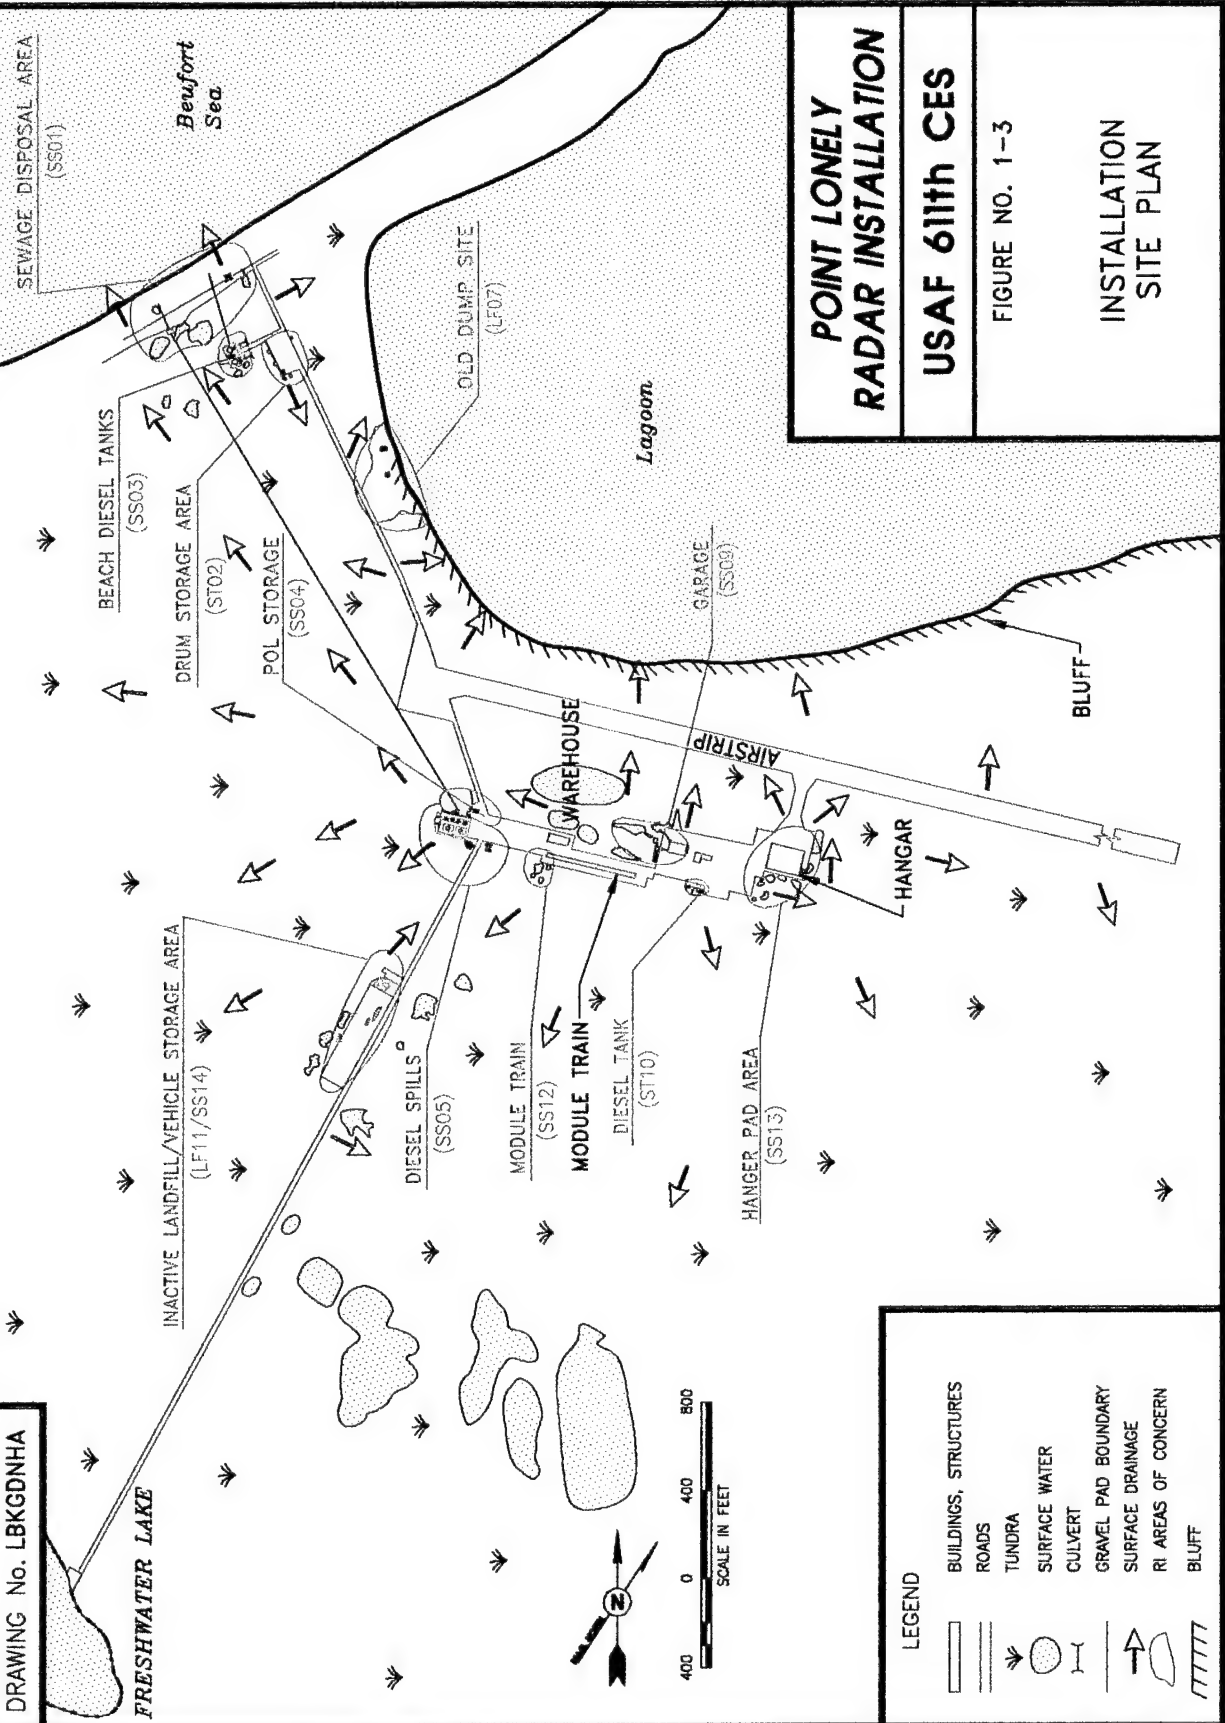 DRAWING No. LBKGDNHA
FRESHWATER LAKE
INACTIVE LANDFILL/VEHICLE STORAGE AREA
(LF11/SS14)
SEWAGE DISPOSAL AREA
(SS01)
Beufort
Sea
BEACH DIESEL TANKS
(SS03)
DRUM STORAGE AREA
(ST02)
POL STORAGE
(SS04)
OLD DUMP SITE
(LF07)
Lagoon
GARAGE
(SS09)
DIESEL SPILLS
(SS05)
MODULE TRAIN
(SS12)
MODULE TRAIN
DIESEL TANK
(ST10)
HANGER PAD AREA
(SS13)
WAREHOUSE
AIRSTRIP
HANGAR
BLUFF
N
400 0 400 800
SCALE IN FEET
LEGEND
BUILDINGS, STRUCTURES
ROADS
TUNDRA
SURFACE WATER
CULVERT
GRAVEL PAD BOUNDARY
SURFACE DRAINAGE
RI AREAS OF CONCERN
BLUFF
POINT LONELY
RADAR INSTALLATION
USAF 611th CES
FIGURE NO. 1-3
INSTALLATION
SITE PLAN